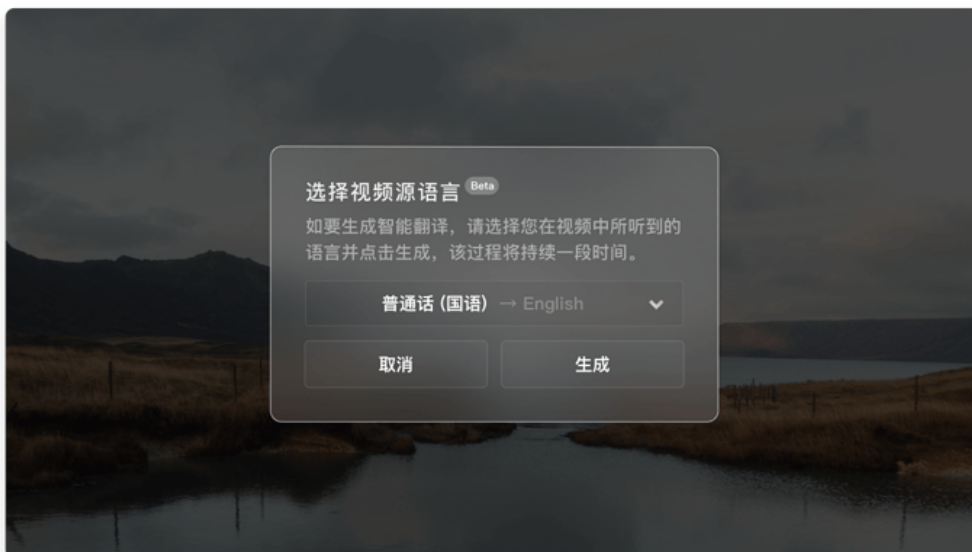 选择视频源语言 Beta
如要生成智能翻译，请选择您在视频中所听到的
语言并点击生成，该过程将持续一段时间。
普通话 (国语) → English
取消 生成